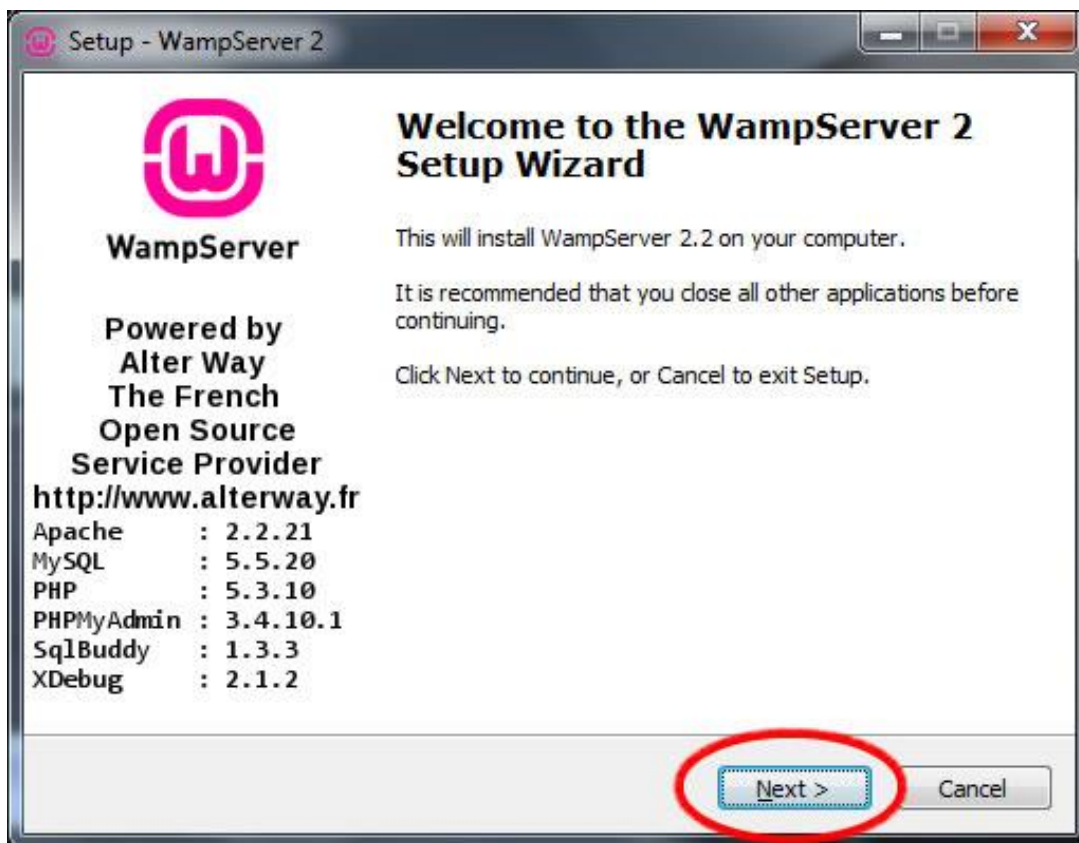 Setup - WampServer 2
WampServer
Powered by
Alter Way
The French
Open Source
Service Provider
http://www.alterway.fr
Apache : 2.2.21
MySQL : 5.5.20
PHP : 5.3.10
PHPMyAdmin : 3.4.10.1
SqlBuddy : 1.3.3
XDebug : 2.1.2
Welcome to the WampServer 2
Setup Wizard
This will install WampServer 2.2 on your computer.
It is recommended that you close all other applications before
continuing.
Click Next to continue, or Cancel to exit Setup.
Next >
Cancel